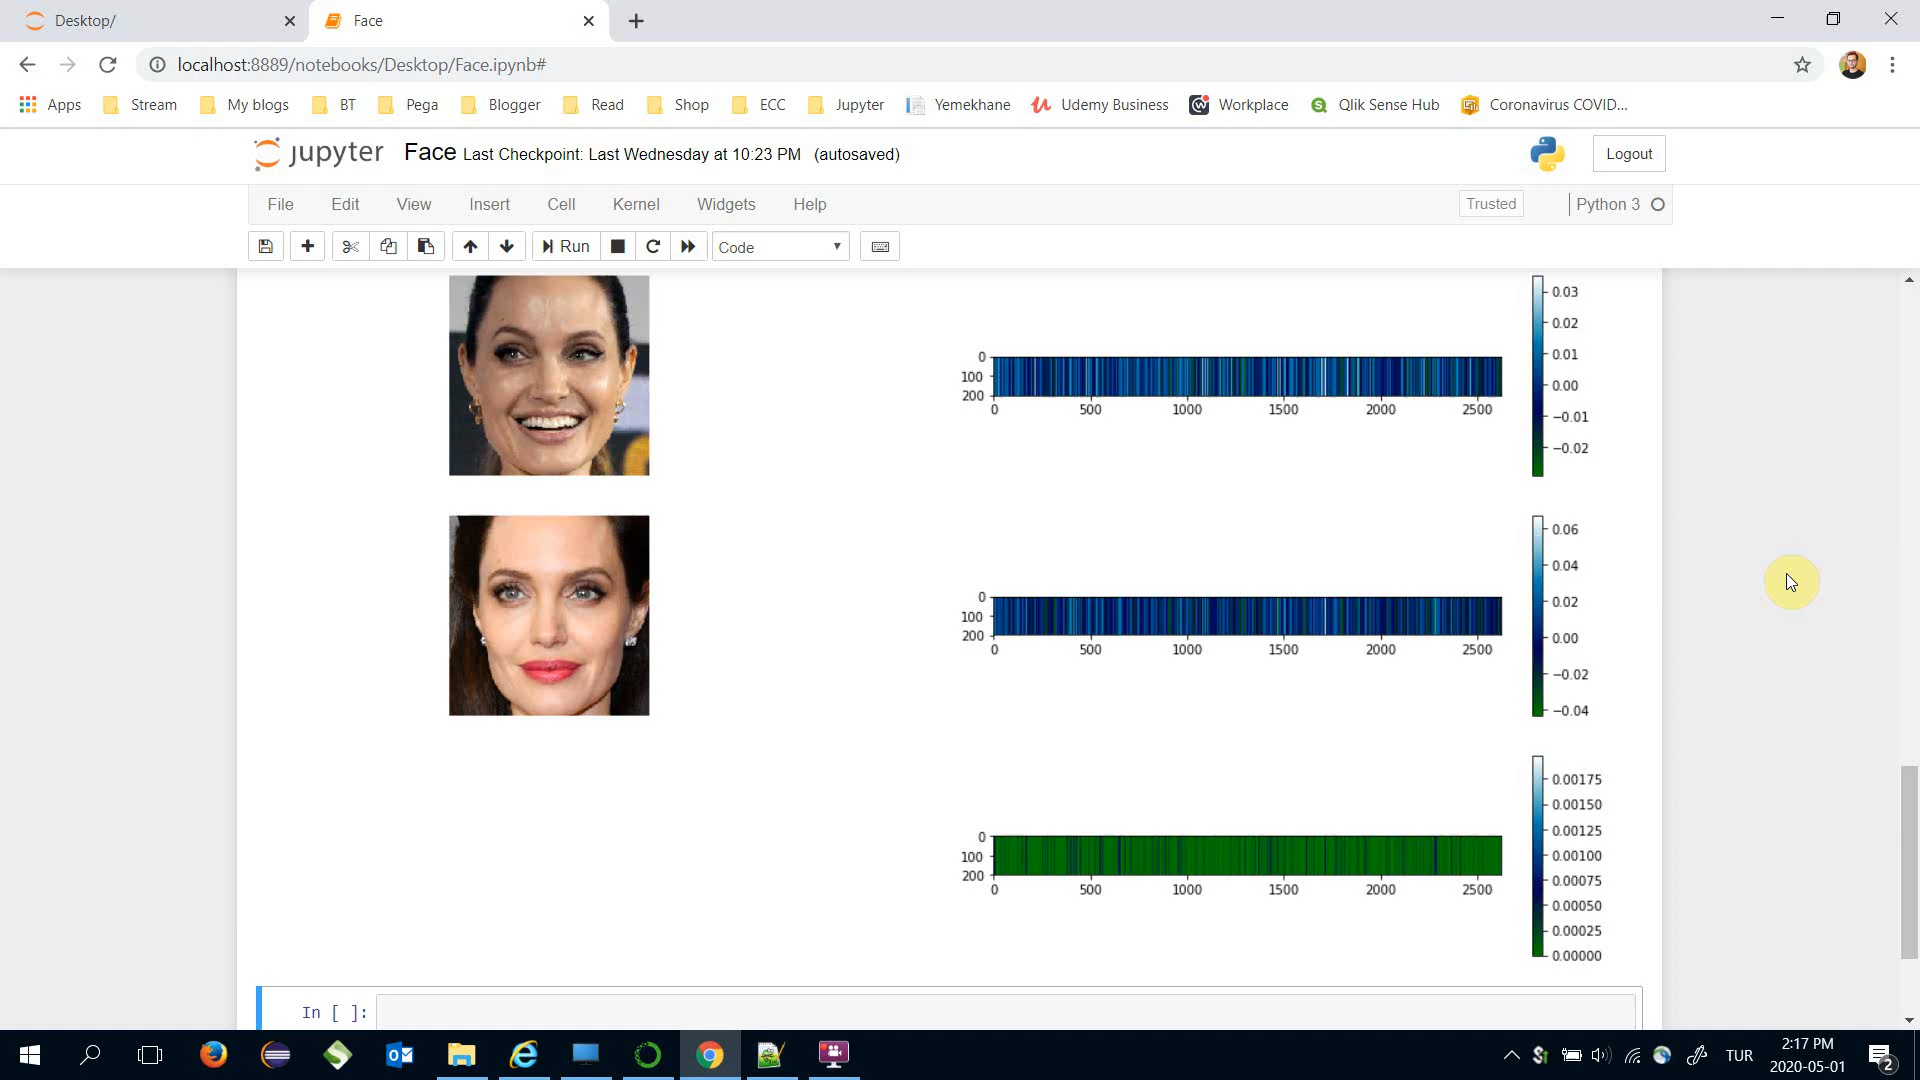 Desktop/
Face
localhost:8889/notebooks/Desktop/Face.ipynb#
Apps Stream My blogs BT Pega Blogger Read Shop ECC Jupyter Yemekhane Udemy Business Workplace Qlik Sense Hub Coronavirus COVID...
jupyter Face Last Checkpoint: Last Wednesday at 10:23 PM (autosaved)
Logout
File Edit View Insert Cell Kernel Widgets Help
Trusted
Python 3
Run
Code
0
100
200
0 500 1000 1500 2000 2500
0.03
0.02
0.01
0.00
−0.01
−0.02
0
100
200
0 500 1000 1500 2000 2500
0.06
0.04
0.02
0.00
−0.02
−0.04
0
100
200
0 500 1000 1500 2000 2500
0.00175
0.00150
0.00125
0.00100
0.00075
0.00050
0.00025
0.00000
In [ ]:
TUR
2:17 PM
2020-05-01
2